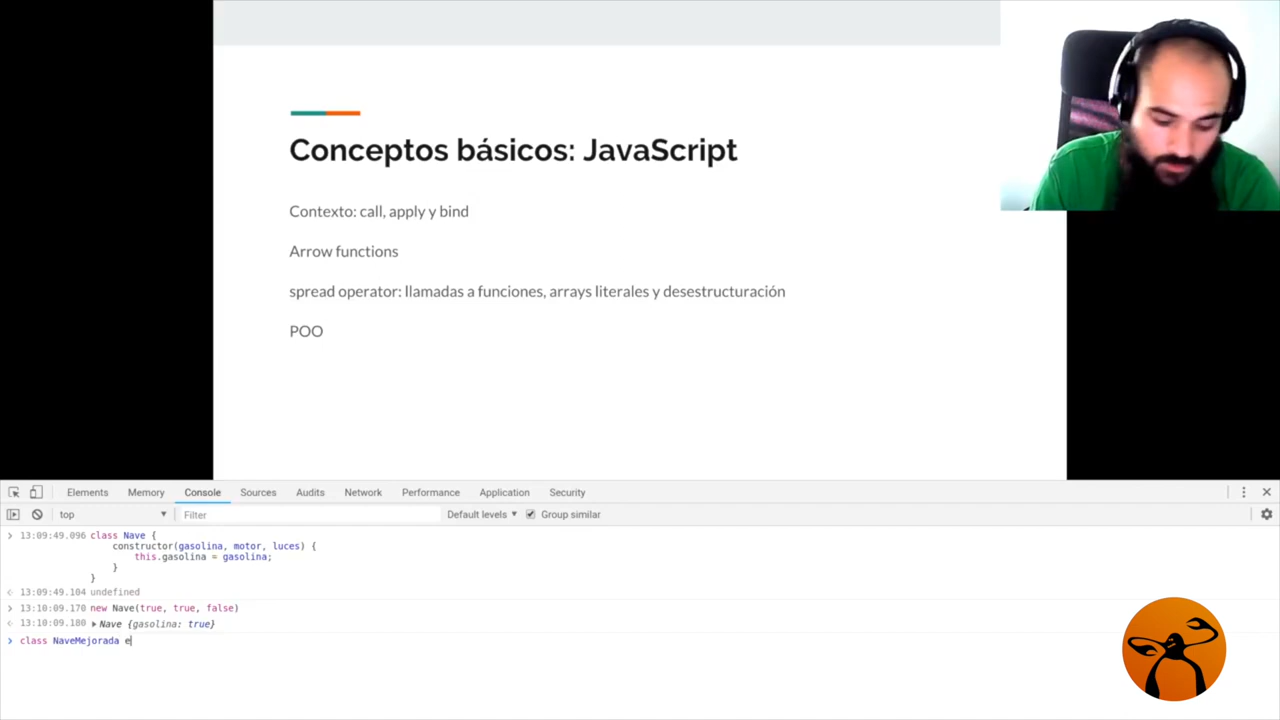 Conceptos básicos: JavaScript
Contexto: call, apply y bind
Arrow functions
spread operator: llamadas a funciones, arrays literales y desestructuración
POO
Elements Memory Console Sources Audits Network Performance Application Security
top Filter Default levels Group similar
13:09:49.096 class Nave {
constructor(gasolina, motor, luces) {
this.gasolina = gasolina;
}
}
13:09:49.104 undefined
13:10:09.170 new Nave(true, true, false)
13:10:09.180 Nave {gasolina: true}
class NaveMejorada e